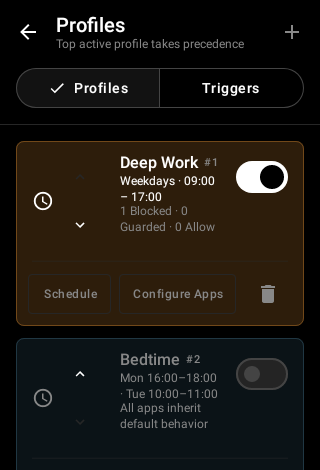 Profiles
Top active profile takes precedence
Profiles
Triggers
Deep Work #1
Weekdays · 09:00
– 17:00
1 Blocked · 0
Guarded · 0 Allow
Schedule
Configure Apps
Bedtime #2
Mon 16:00–18:00
· Tue 10:00–11:00
All apps inherit
default behavior